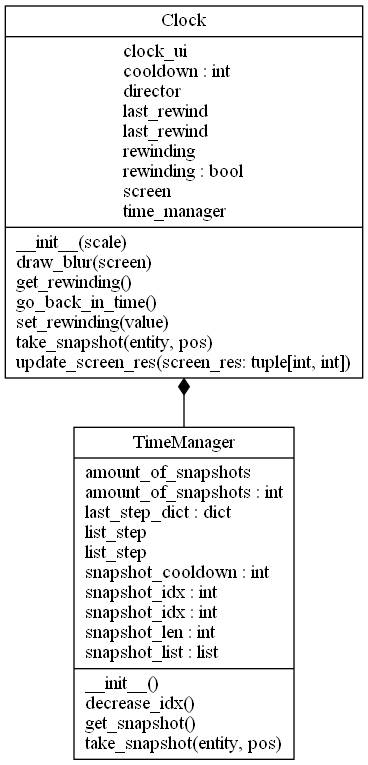 Clock
clock_ui
cooldown : int
director
last_rewind
last_rewind
rewinding
rewinding : bool
screen
time_manager
__init__(scale)
draw_blur(screen)
get_rewinding()
go_back_in_time()
set_rewinding(value)
take_snapshot(entity, pos)
update_screen_res(screen_res: tuple[int, int])
TimeManager
amount_of_snapshots
amount_of_snapshots : int
last_step_dict : dict
list_step
list_step
snapshot_cooldown : int
snapshot_idx : int
snapshot_idx : int
snapshot_len : int
snapshot_list : list
__init__()
decrease_idx()
get_snapshot()
take_snapshot(entity, pos)